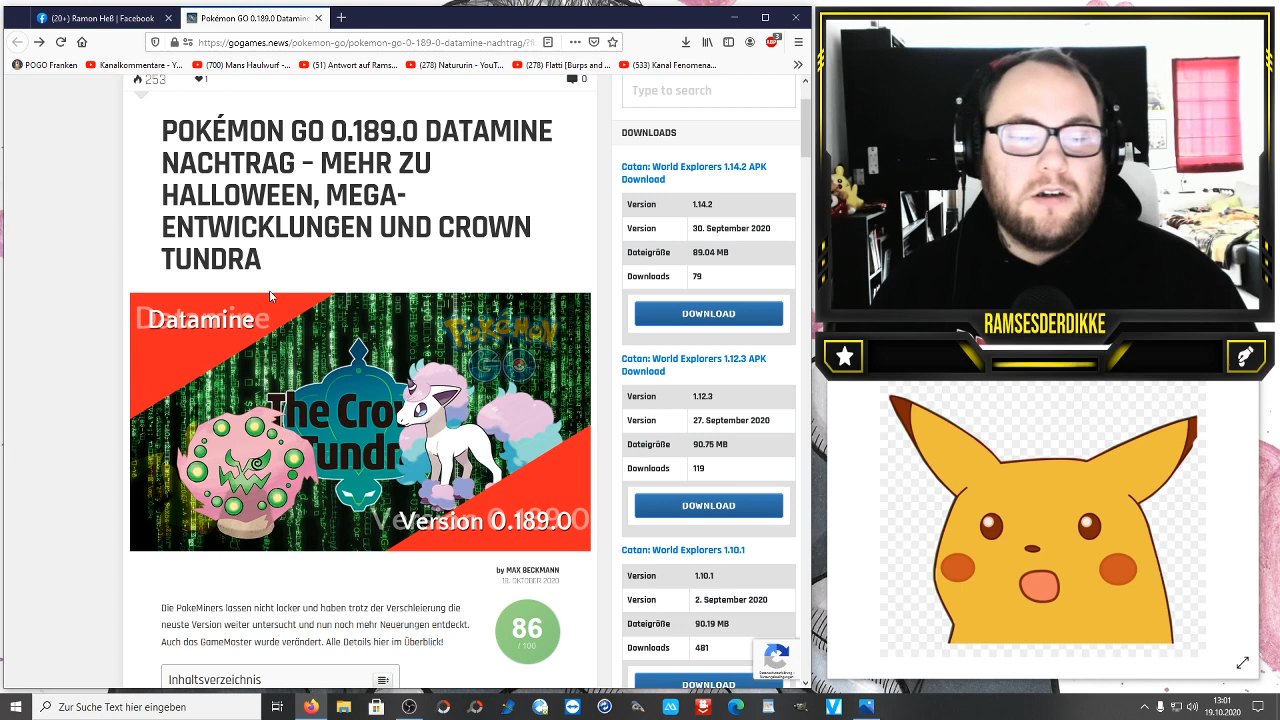 (20+) Ramon Heß | Facebook
Pokémon GO 0.189.0 Datamine
https://gogames.news/pokemon-go/pokemon-go-0-189-0-datamine-nachtrag/?
POGO Franken
Kanalkommentare - Y...
(700) Mans Haulwurf -...
(51) Antwort auf Rams...
(278) Natururin - YouT...
(278) Flatti [Burps and ...
(533) Kanal Fenomena...
253
1
0
POKÉMON GO 0.189.0 DATAMINE
NACHTRAG – MEHR ZU
HALLOWEEN, MEGA-
ENTWICKLUNGEN UND CROWN
TUNDRA
Datamine
Pokémon
GO
The Cro
Tundr
Version 0.189.0
by MAX BECKMANN
19. OKTOBER 2020
Die PokeMiners lassen nicht locker und haben trotz der Verschleierung die
neuste Version weiter untersucht und nun noch mehr Neuerungen entdeckt.
Auch das GameMaster wurde verändert. Alle Details hier im Überblick!
86
/ 100
Inhaltsverzeichnis
Type to search
DOWNLOADS
Catan: World Explorers 1.14.2 APK
Download
Version 1.14.2
Version 30. September 2020
Dateigröße 89.04 MB
Downloads 79
DOWNLOAD
Catan: World Explorers 1.12.3 APK
Download
Version 1.12.3
Version 27. September 2020
Dateigröße 90.75 MB
Downloads 119
DOWNLOAD
Catan: World Explorers 1.10.1
Version 1.10.1
Version 2. September 2020
Dateigröße 90.19 MB
Downloads 481
DOWNLOAD
RAMSESDERDIKKE
Zur Suche Text hier eingeben
13:01
19.10.2020